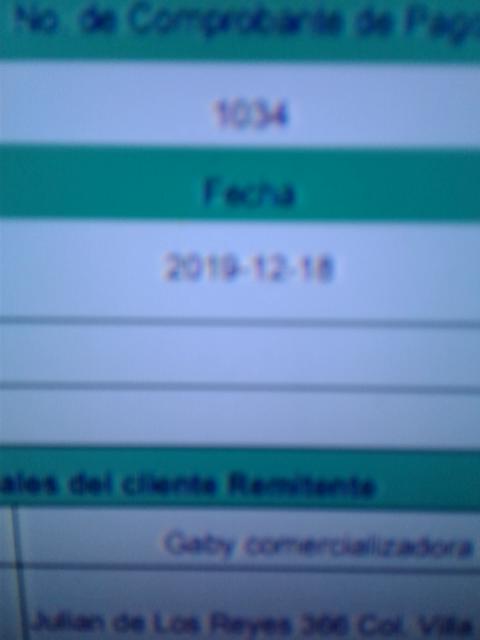 No. de Comprobante de Pago
1034
Fecha
2019-12-18
ales del cliente Remitente
Gaby comercializadora
Julian de Los Reyes 366 Col. Villa